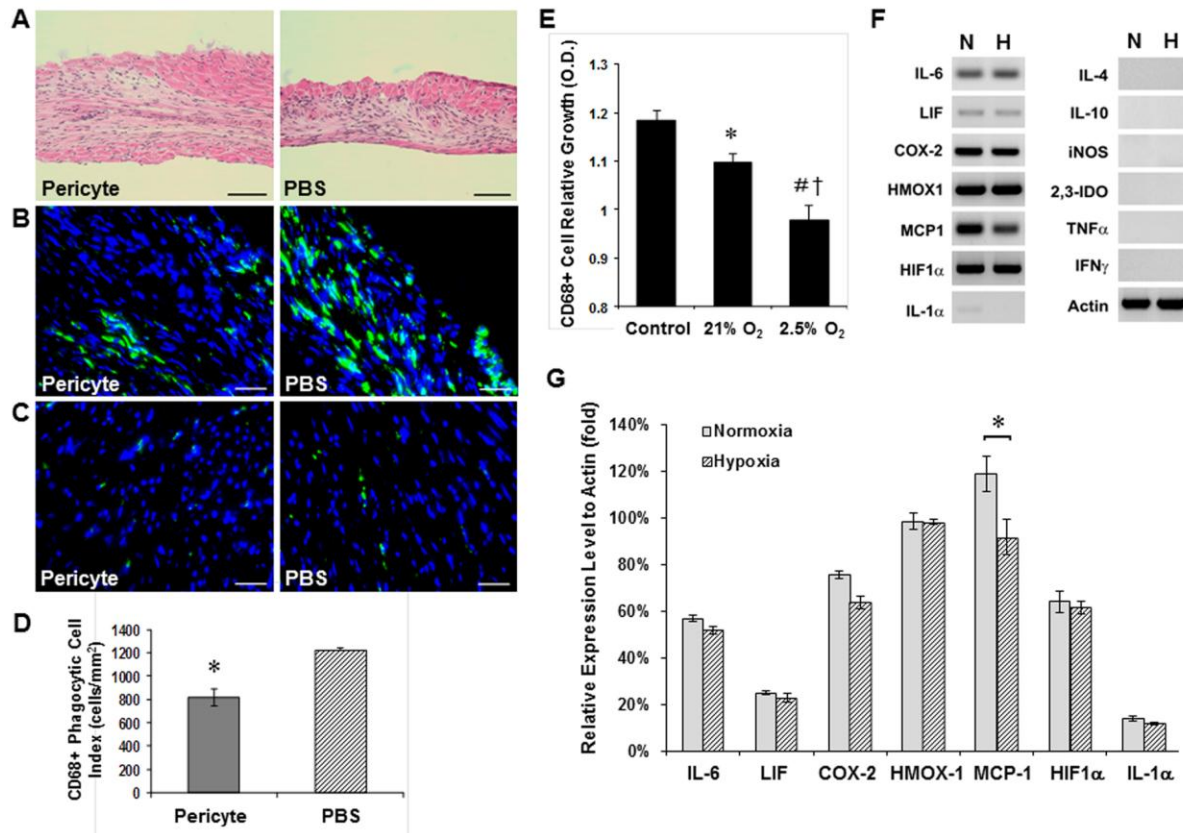 A
Pericyte
PBS
B
Pericyte
PBS
C
Pericyte
PBS
D
CD68+ Phagocytic Cell
Index (cells/mm²)
1400
1200
1000
800
600
400
200
0
*
Pericyte
PBS
E
CD68+ Cell Relative Growth (O.D.)
1.3
1.2
1.1
1
0.9
0.8
*
#†
Control
21% O₂
2.5% O₂
F
N H
IL-6
LIF
COX-2
HMOX1
MCP1
HIF1α
IL-1α
N H
IL-4
IL-10
iNOS
2,3-IDO
TNFα
IFNγ
Actin
G
Relative Expression Level to Actin (fold)
140%
120%
100%
80%
60%
40%
20%
0%
Normoxia
Hypoxia
*
IL-6
LIF
COX-2
HMOX-1
MCP-1
HIF1α
IL-1α